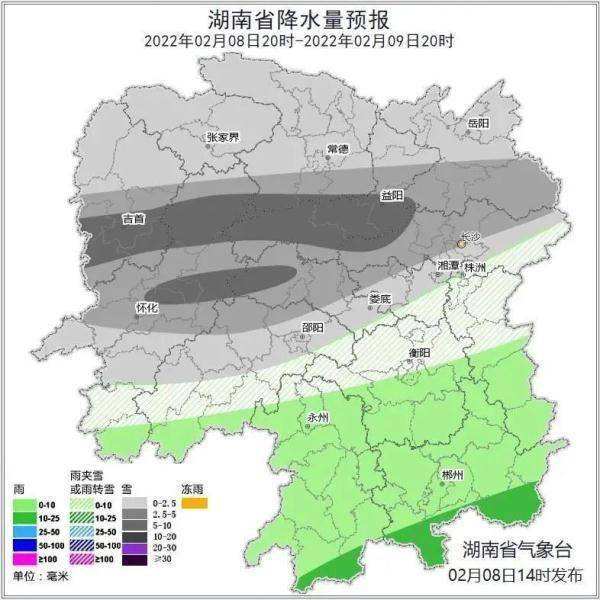 湖南省降水量预报
2022年02月08日20时-2022年02月09日20时
岳阳
张家界
常德
益阳
吉首
长沙
湘潭 株洲
怀化
娄底
邵阳
衡阳
永州
郴州
雨 雨夹雪或雨转雪 雪 冻雨
0-10 0-10 0-2.5
10-25 10-25 2.5-5
25-50 25-50 5-10
50-100 50-100 10-20
≥100 ≥100 20-30
≥30
单位：毫米
湖南省气象台
02月08日14时发布